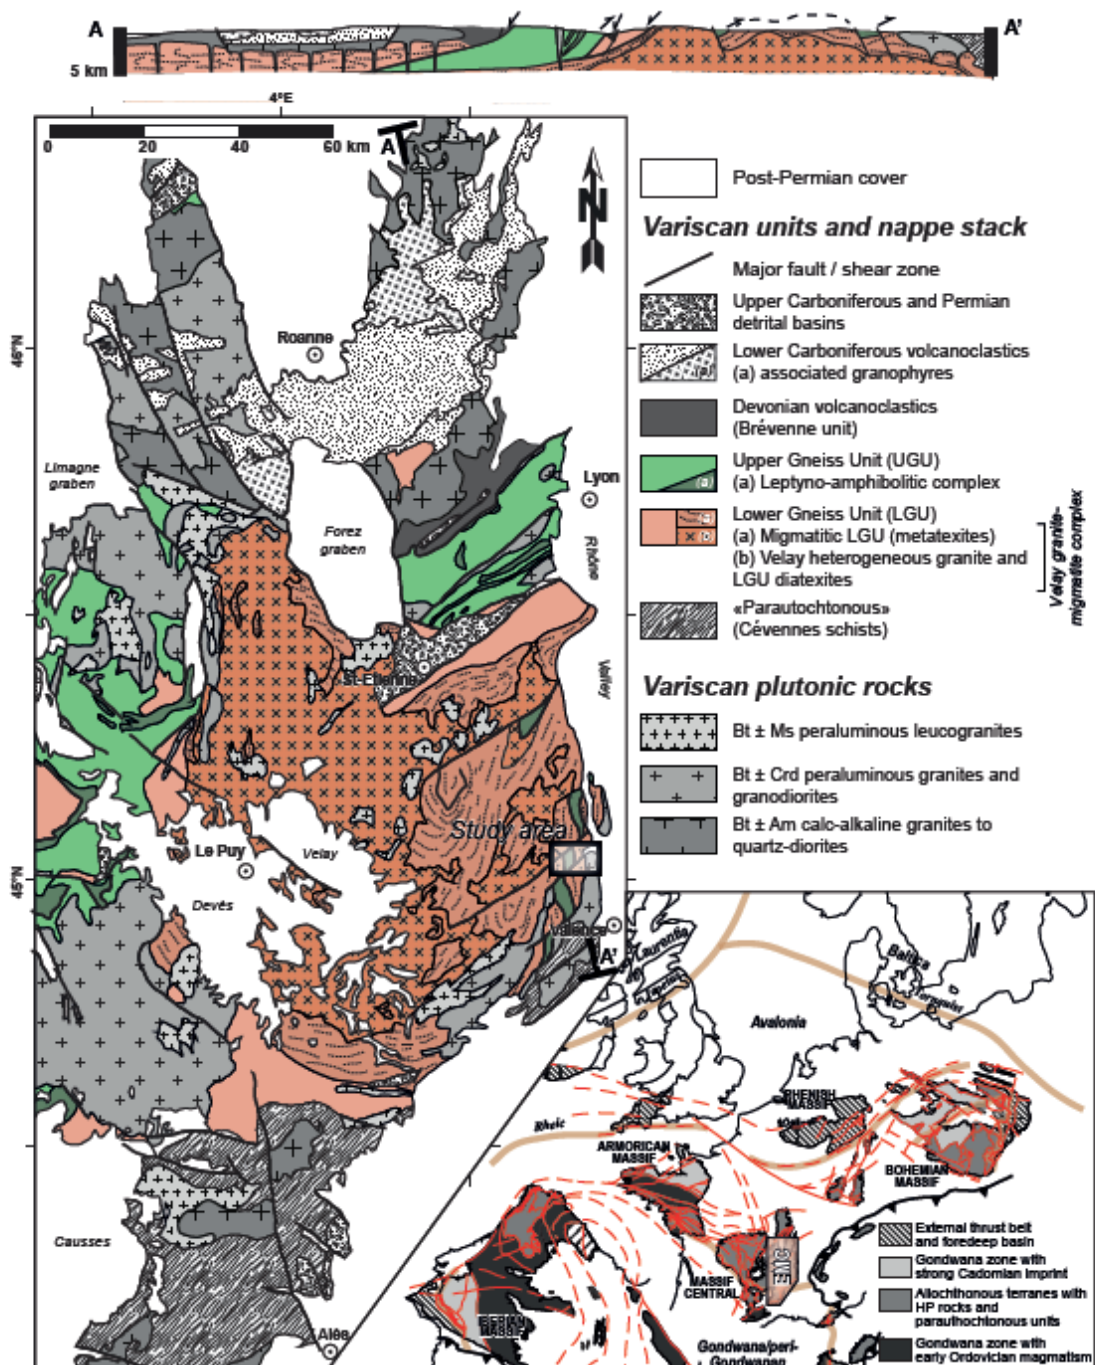 A
A'
5 km
4°E
0 20 40 60 km
A
N
Post-Permian cover
Variscan units and nappe stack
Major fault / shear zone
Upper Carboniferous and Permian
detrital basins
Lower Carboniferous volcanoclastics
(a) associated granophyres
(a)
Devonian volcanoclastics
(Brévenne unit)
Upper Gneiss Unit (UGU)
(a) Leptyno-amphibolitic complex
(a)
Lower Gneiss Unit (LGU)
(a) Migmatitic LGU (metatexites)
(b) Velay heterogeneous granite and
LGU diatexites
(a)
(b)
Velay granite-
migmatite complex
«Parautochtonous»
(Cévennes schists)
Variscan plutonic rocks
Bt ± Ms peraluminous leucogranites
Bt ± Crd peraluminous granites and
granodiorites
Bt ± Am calc-alkaline granites to
quartz-diorites
46°N
45°N
Roanne
Limagne
graben
Forez
graben
Lyon
Rhône
Valley
St-Etienne
Study area
Le Puy
Velay
Devès
Valence
A'
Causses
Alès
Laurentia
Iapetus
Baltica
Tornquist
Avalonia
Rheic
RHENISH
MASSIF
ARMORICAN
MASSIF
BOHEMIAN
MASSIF
MASSIF
CENTRAL
EMC
IBERIAN
MASSIF
Gondwana/peri-
Gondwanan
External thrust belt
and foredeep basin
Gondwana zone with
strong Cadomian imprint
Allochthonous terranes with
HP rocks and
parauthochtonous units
Gondwana zone with
early Ordovician magmatism